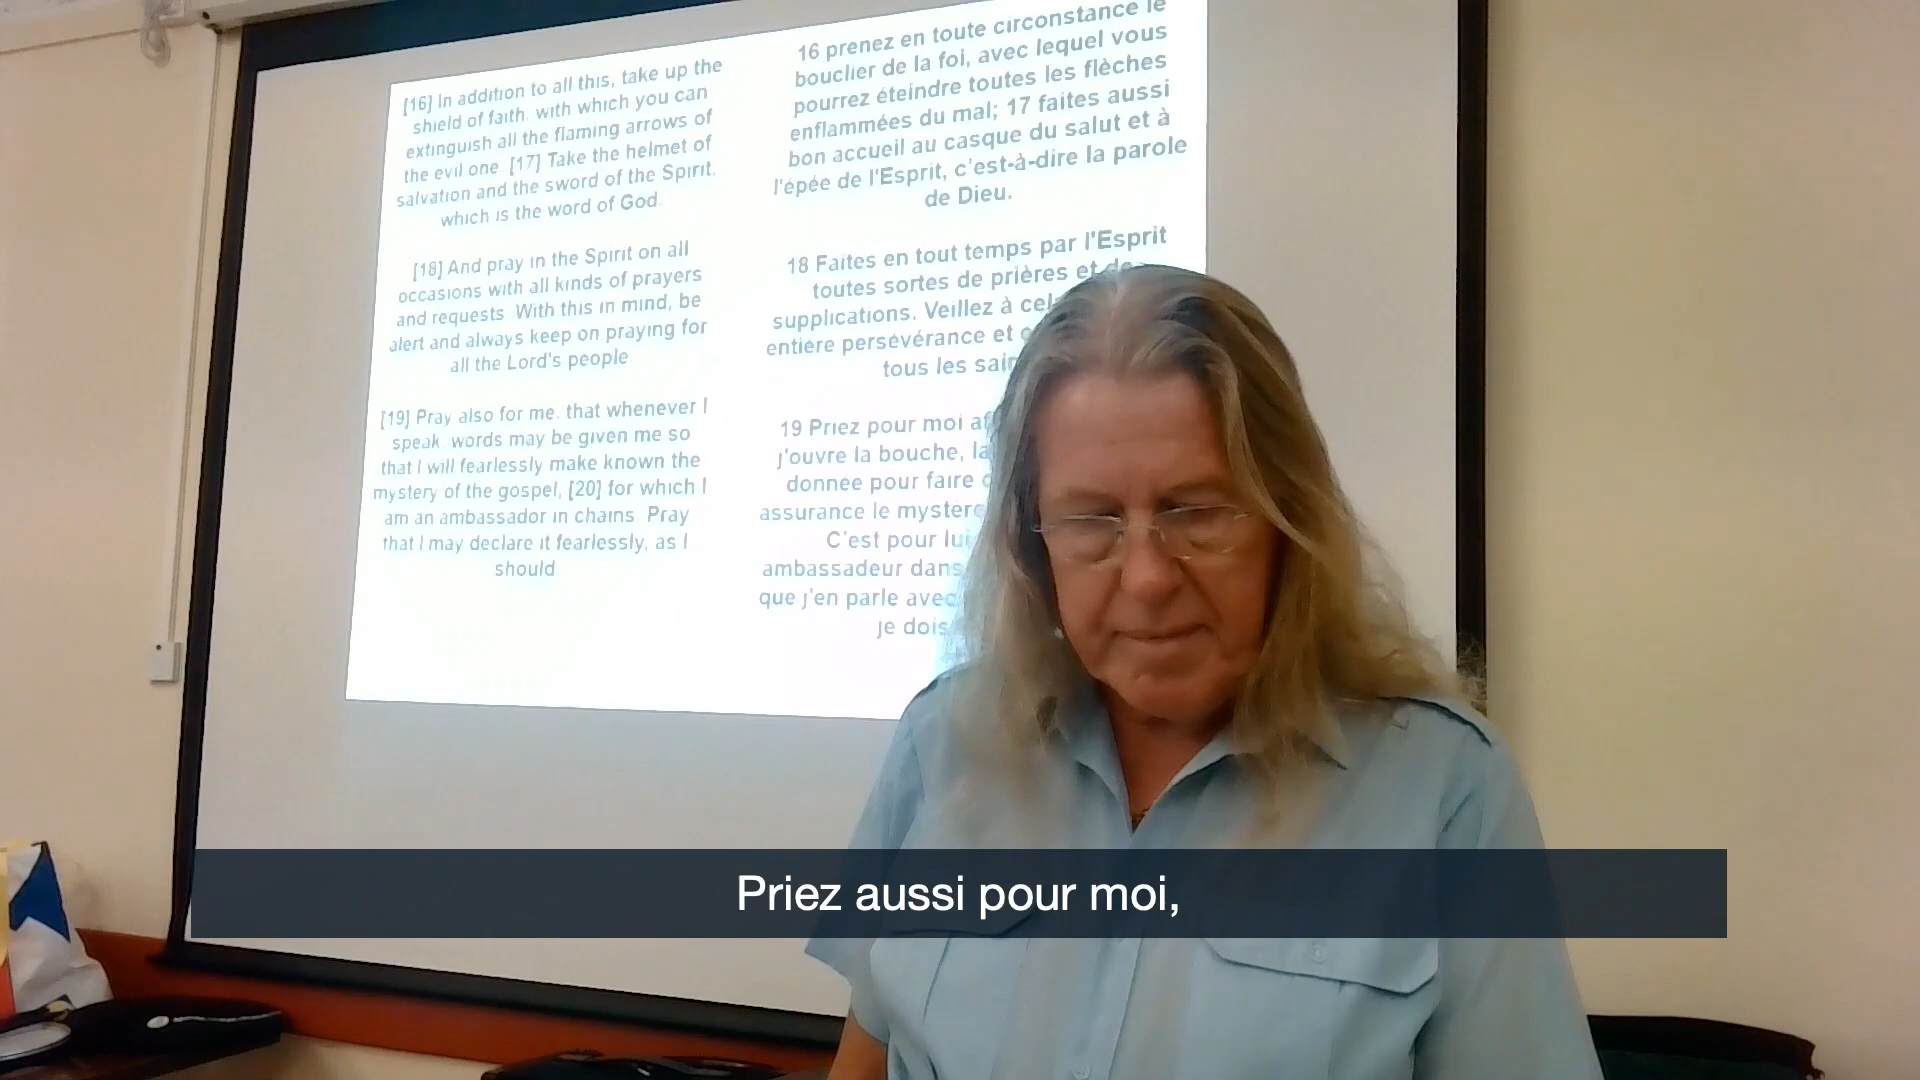 [16] In addition to all this, take up the
shield of faith, with which you can
extinguish all the flaming arrows of
the evil one. [17] Take the helmet of
salvation and the sword of the Spirit,
which is the word of God.
[18] And pray in the Spirit on all
occasions with all kinds of prayers
and requests. With this in mind, be
alert and always keep on praying for
all the Lord's people
[19] Pray also for me, that whenever I
speak, words may be given me so
that I will fearlessly make known the
mystery of the gospel, [20] for which I
am an ambassador in chains. Pray
that I may declare it fearlessly, as I
should
16 prenez en toute circonstance le
bouclier de la foi, avec lequel vous
pourrez éteindre toutes les flèches
enflammées du mal; 17 faites aussi
bon accueil au casque du salut et à
l'épée de l'Esprit, c'est-à-dire la parole
de Dieu.
18 Faites en tout temps par l'Esprit
toutes sortes de prières et de
supplications. Veillez à
entière persévérance et
tous les
19 Priez pour moi
j'ouvre la bouche,
donnée pour faire
assurance le
C'est pour
ambassadeur dans
que j'en parle
je dois
Priez aussi pour moi,